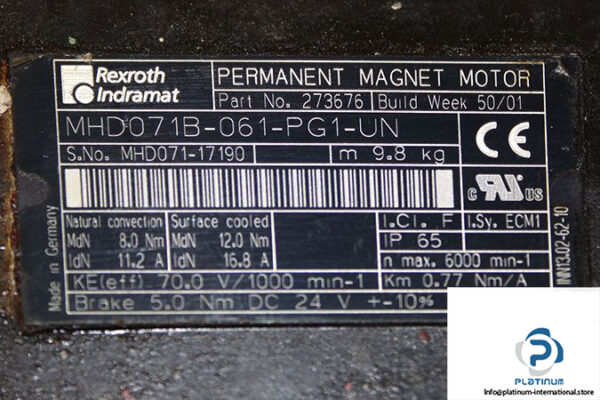 Rexroth
Indramat
PERMANENT MAGNET MOTOR
Part No. 273676 Build Week 50/01
MHD071B-061-PG1-UN
S.No. MHD071-17190 m 9.8 kg
CE
c UR US
Natural convection Surface cooled I.Cl. F I.Sy. ECM1
MdN 8.0 Nm MdN 12.0 Nm IP 65
IdN 11.2 A IdN 16.8 A n max. 6000 min-1
KE(eff) 70.0 V/1000 min-1 Km 0.77 Nm/A
Brake 5.0 Nm DC 24 V +-10%
Made in Germany
INN13.02-62-10
PLATINUM
Info@platinum-international.store